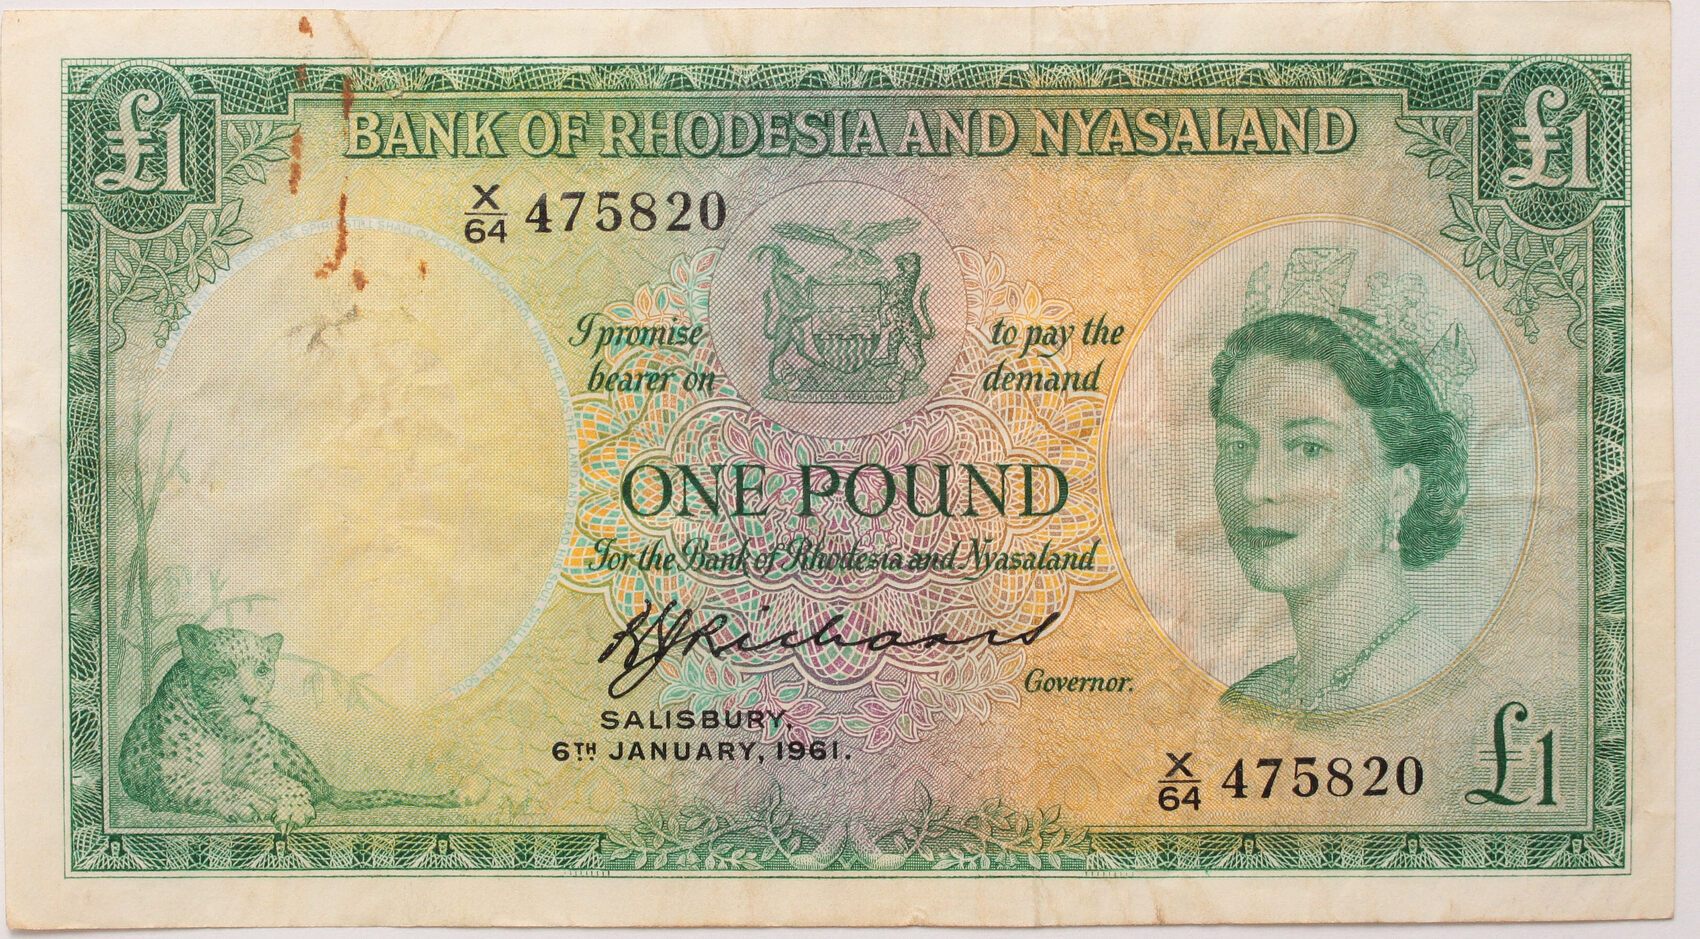 £1
£1
BANK OF RHODESIA AND NYASALAND
X/64 475820
I promise to pay the
bearer on demand
ONE POUND
For the Bank of Rhodesia and Nyasaland
Governor.
SALISBURY,
6TH JANUARY, 1961.
X/64 475820
£1